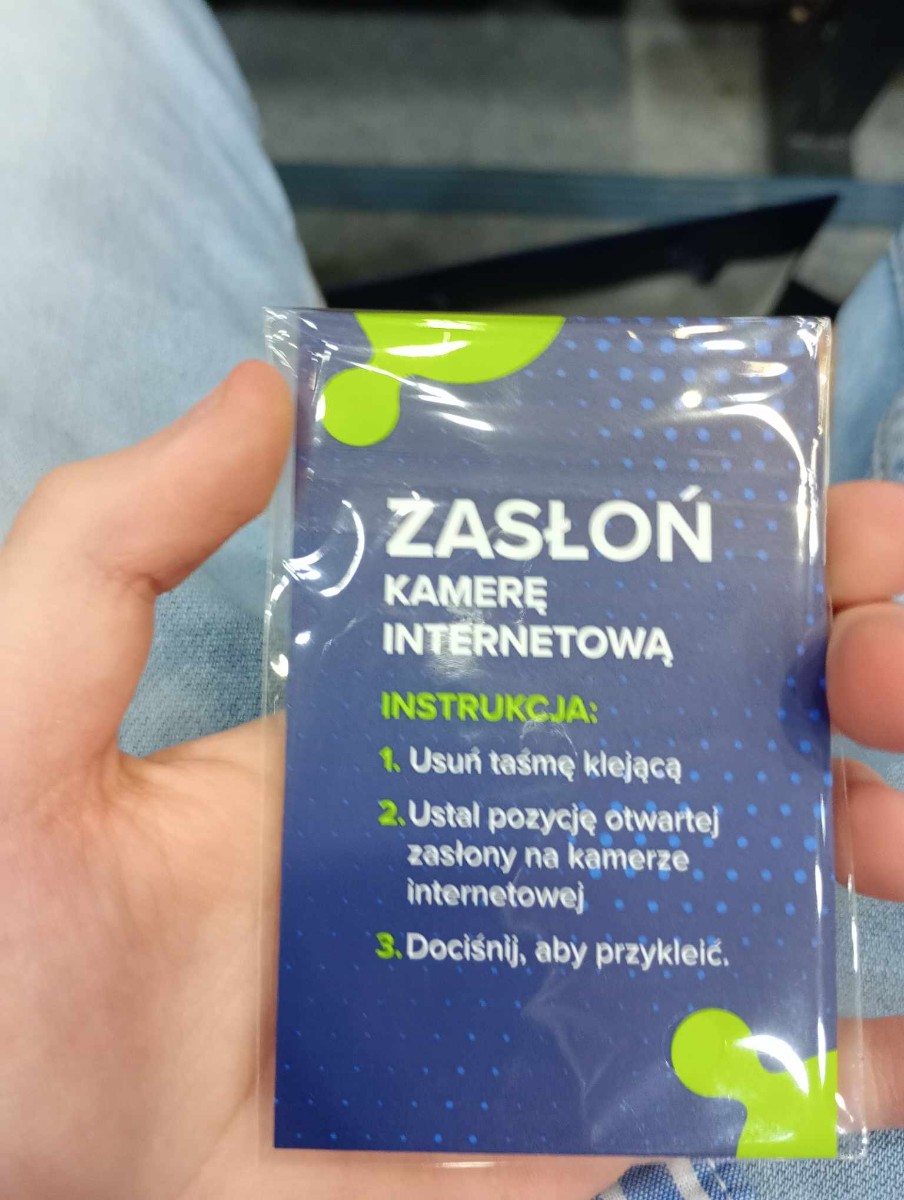 ZASŁOŃ
KAMERĘ
INTERNETOWĄ
INSTRUKCJA:
1. Usuń taśmę klejącą
2. Ustal pozycję otwartej
zasłony na kamerze
internetowej
3. Dociśnij, aby przykleić.